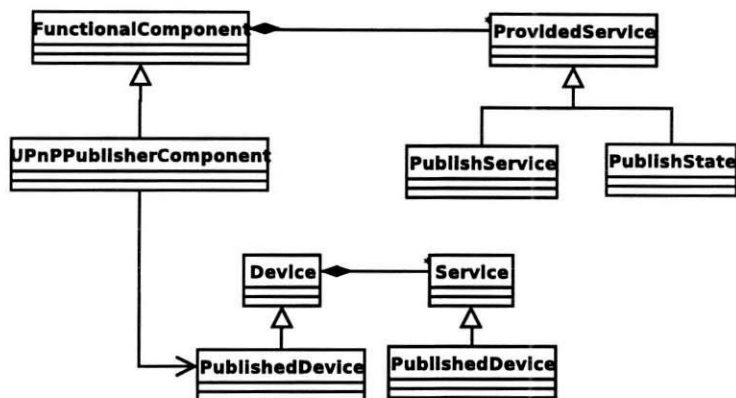 FunctionalComponent
*
ProvidedService
UPnPPublisherComponent
PublishService
PublishState
Device
*
Service
PublishedDevice
PublishedDevice